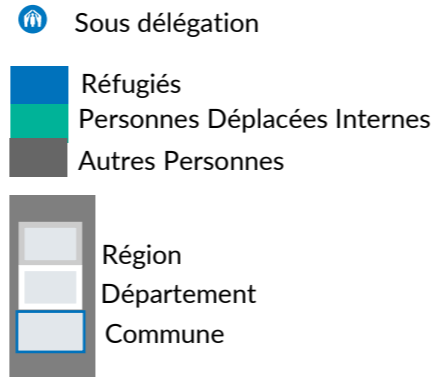 Sous délégation
Réfugiés
Personnes Déplacées Internes
Autres Personnes
Région
Département
Commune